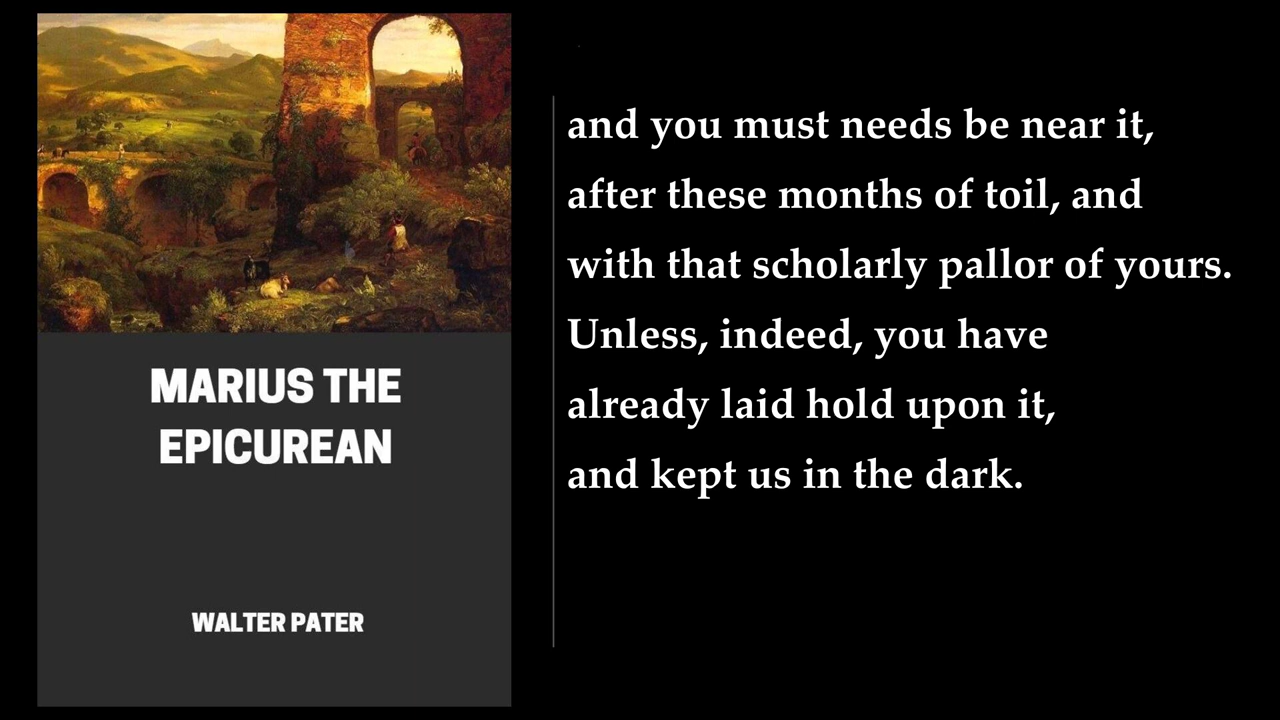 MARIUS THE
EPICUREAN
WALTER PATER
and you must needs be near it,
after these months of toil, and
with that scholarly pallor of yours.
Unless, indeed, you have
already laid hold upon it,
and kept us in the dark.